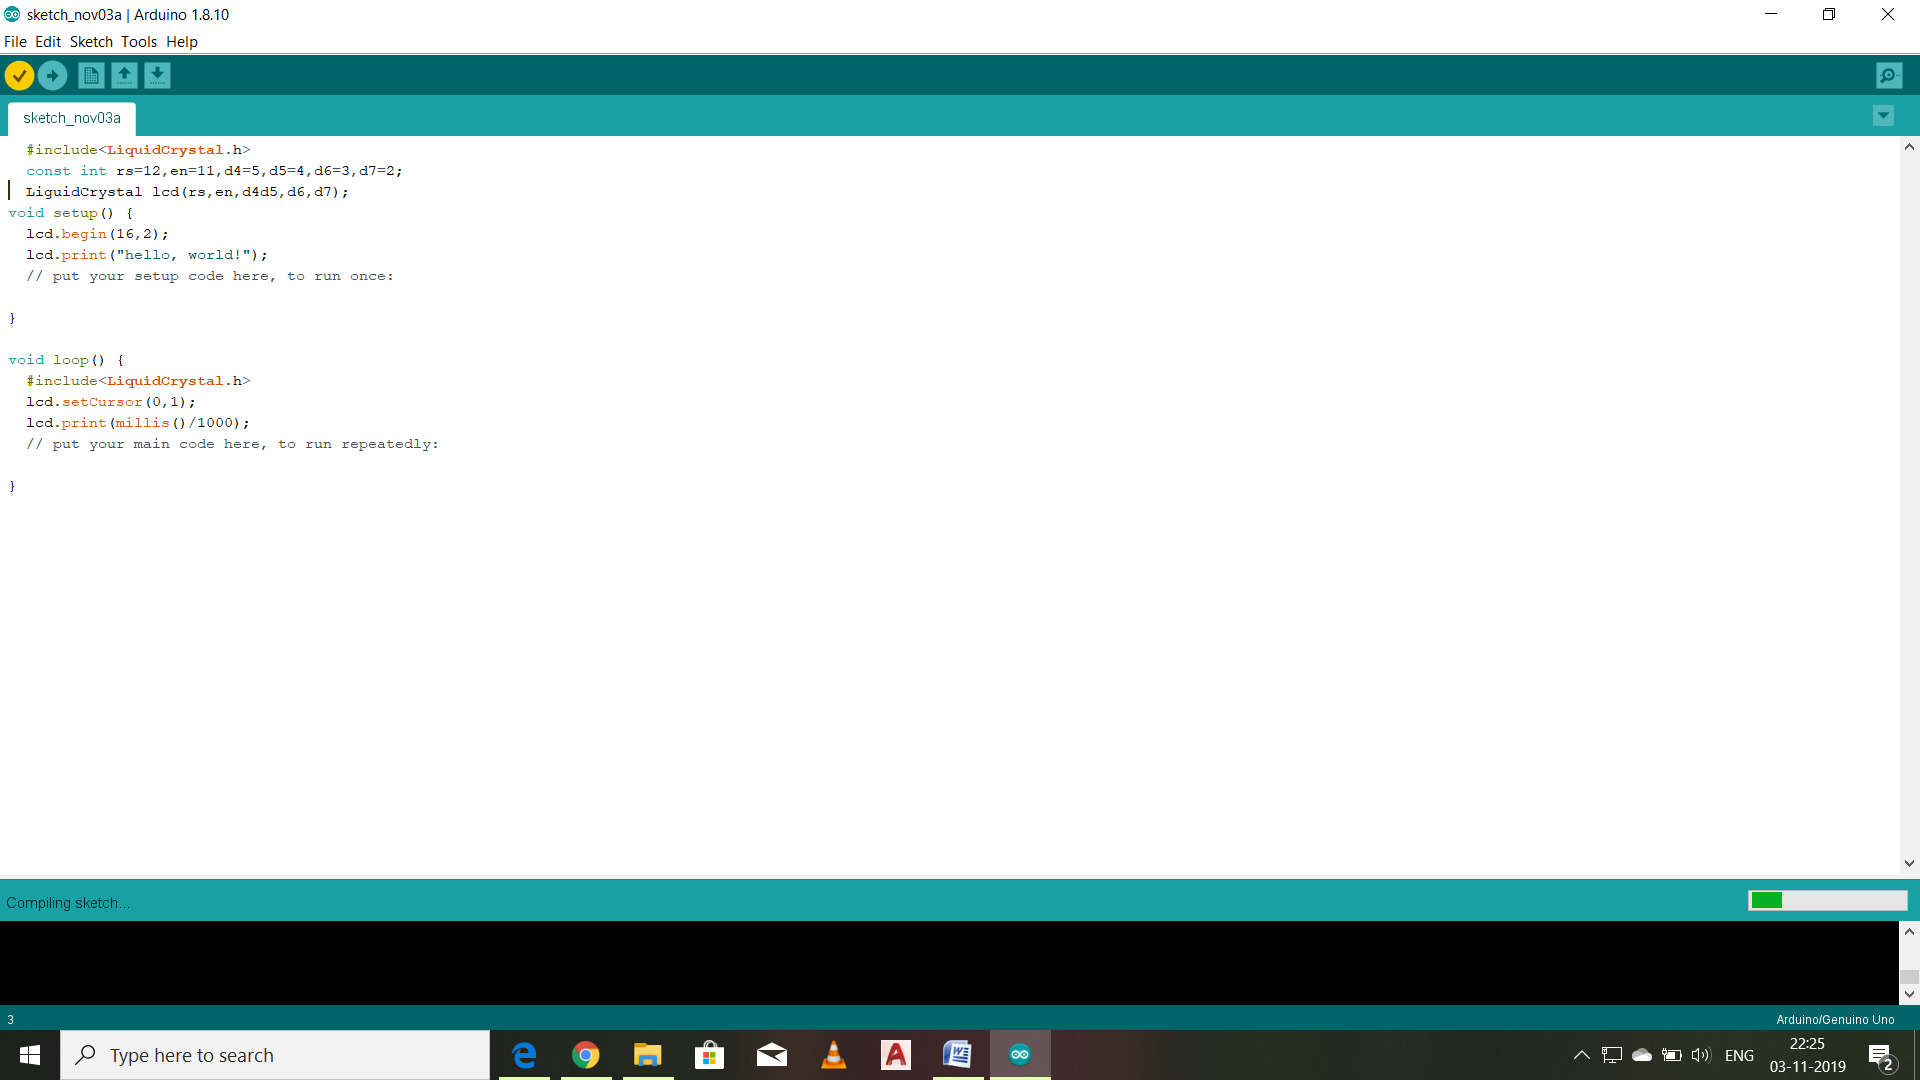 sketch_nov03a | Arduino 1.8.10
File Edit Sketch Tools Help
sketch_nov03a
#include<LiquidCrystal.h>
const int rs=12,en=11,d4=5,d5=4,d6=3,d7=2;
LiguidCrystal lcd(rs,en,d4d5,d6,d7);
void setup() {
lcd.begin(16,2);
lcd.print("hello, world!");
// put your setup code here, to run once:
}
void loop() {
#include<LiquidCrystal.h>
lcd.setCursor(0,1);
lcd.print(millis()/1000);
// put your main code here, to run repeatedly:
}
Compiling sketch...
3
Arduino/Genuino Uno
Type here to search
ENG
22:25
03-11-2019
2